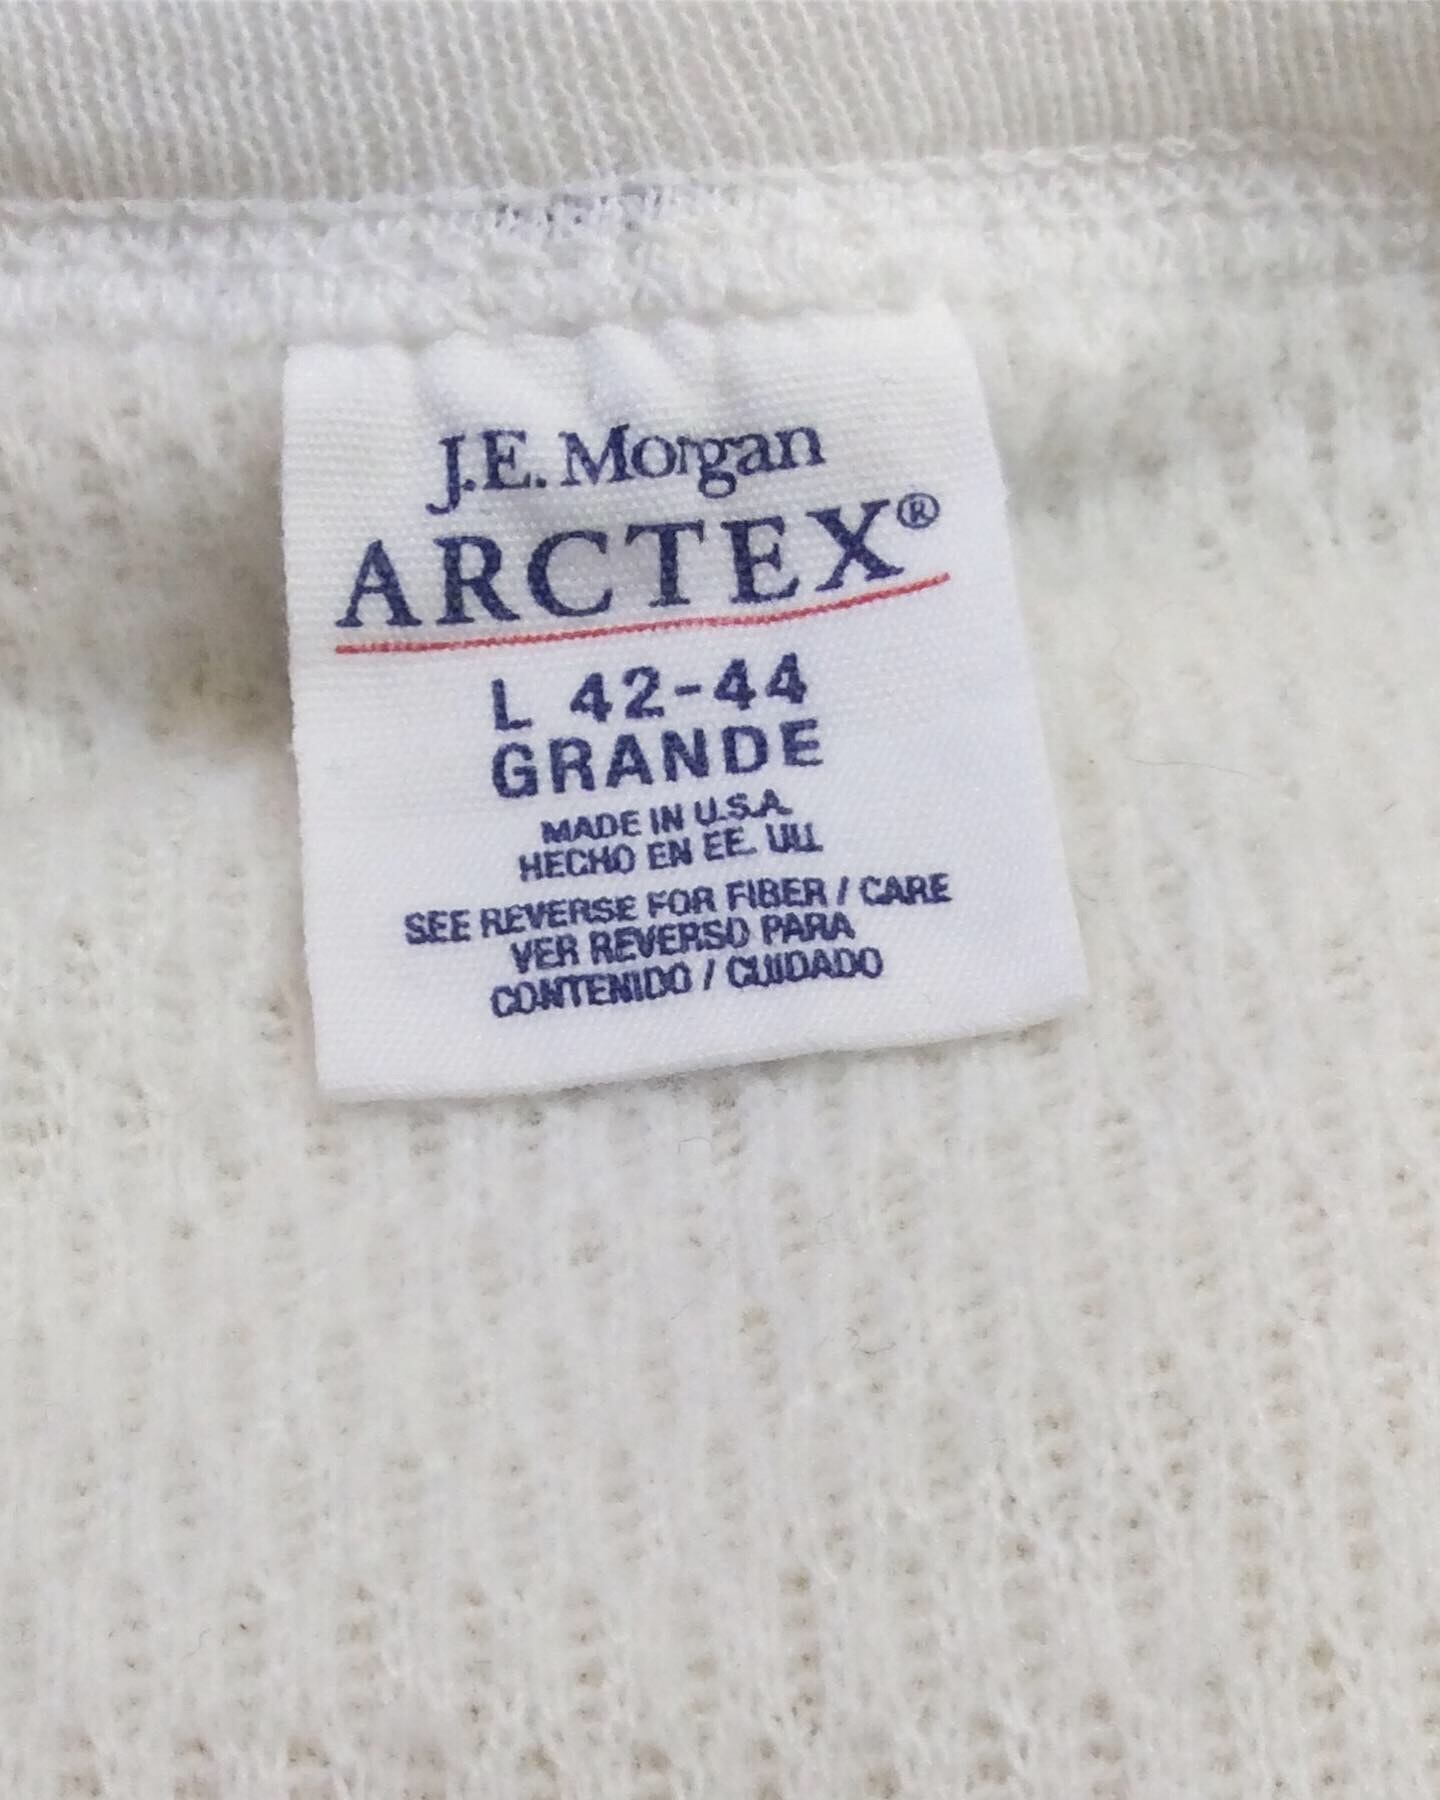 J.E. Morgan
ARCTEX®
L 42-44
GRANDE
MADE IN U.S.A.
HECHO EN EE. UU.
SEE REVERSE FOR FIBER / CARE
VER REVERSO PARA
CONTENIDO / CUIDADO